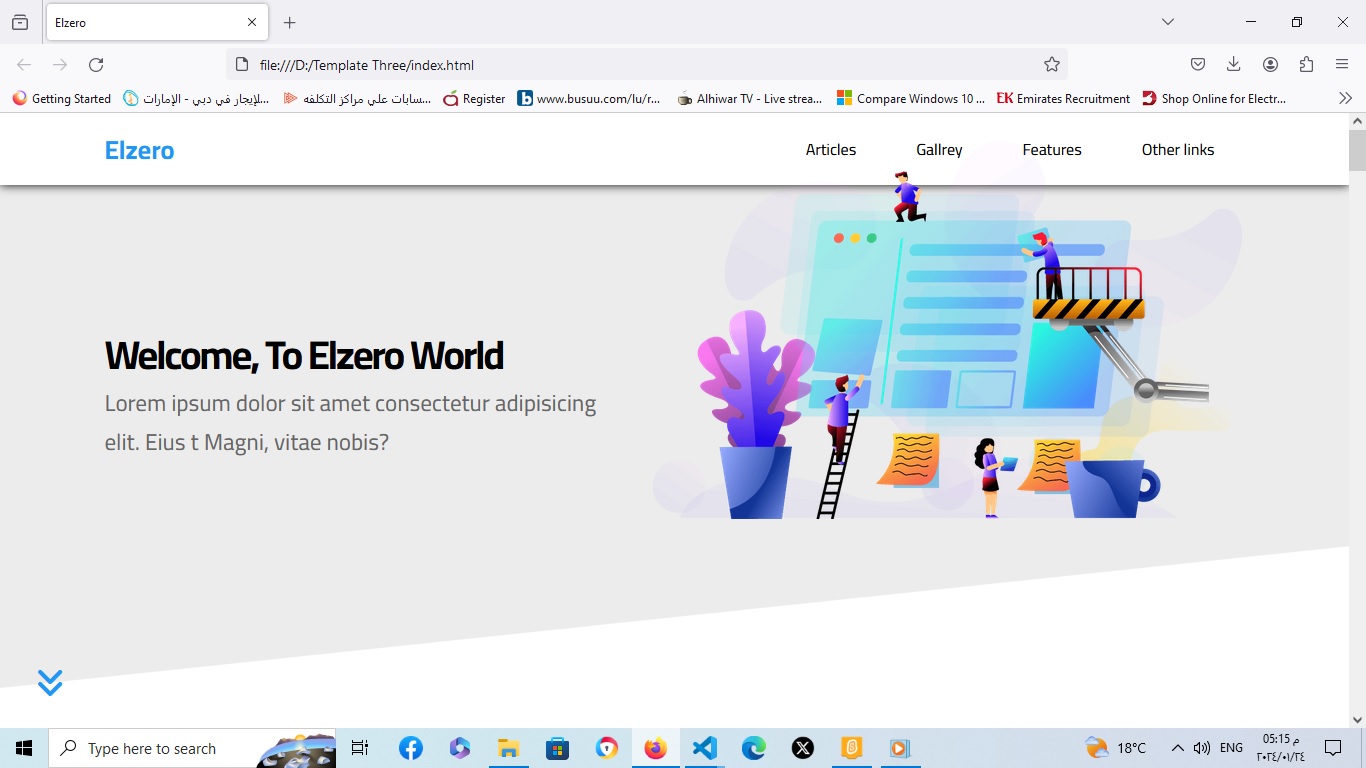 Elzero
file:///D:/Template Three/index.html
Getting Started
للإيجار في دبي - الإمارات...
...سابات علي مراكز التكلفه
Register
www.busuu.com/lu/r...
Alhiwar TV - Live strea...
Compare Windows 10 ...
EK Emirates Recruitment
Shop Online for Electr...
Elzero
Articles
Gallrey
Features
Other links
Welcome, To Elzero World
Lorem ipsum dolor sit amet consectetur adipisicing
elit. Eius t Magni, vitae nobis?
Type here to search
18°C
ENG
05:15 م
٢٠٢٤/٠١/٢٤